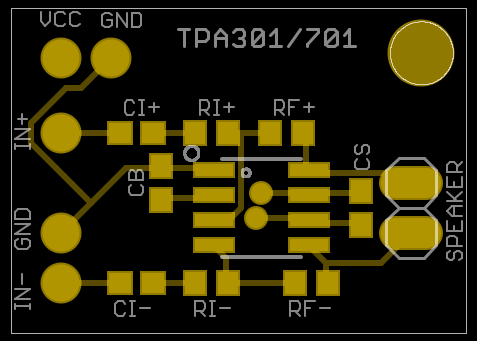 VCC GND
TPA301/701
CI+ RI+ RF+
IN+
CS
CB
SPEAKER
GND
IN-
CI- RI- RF-